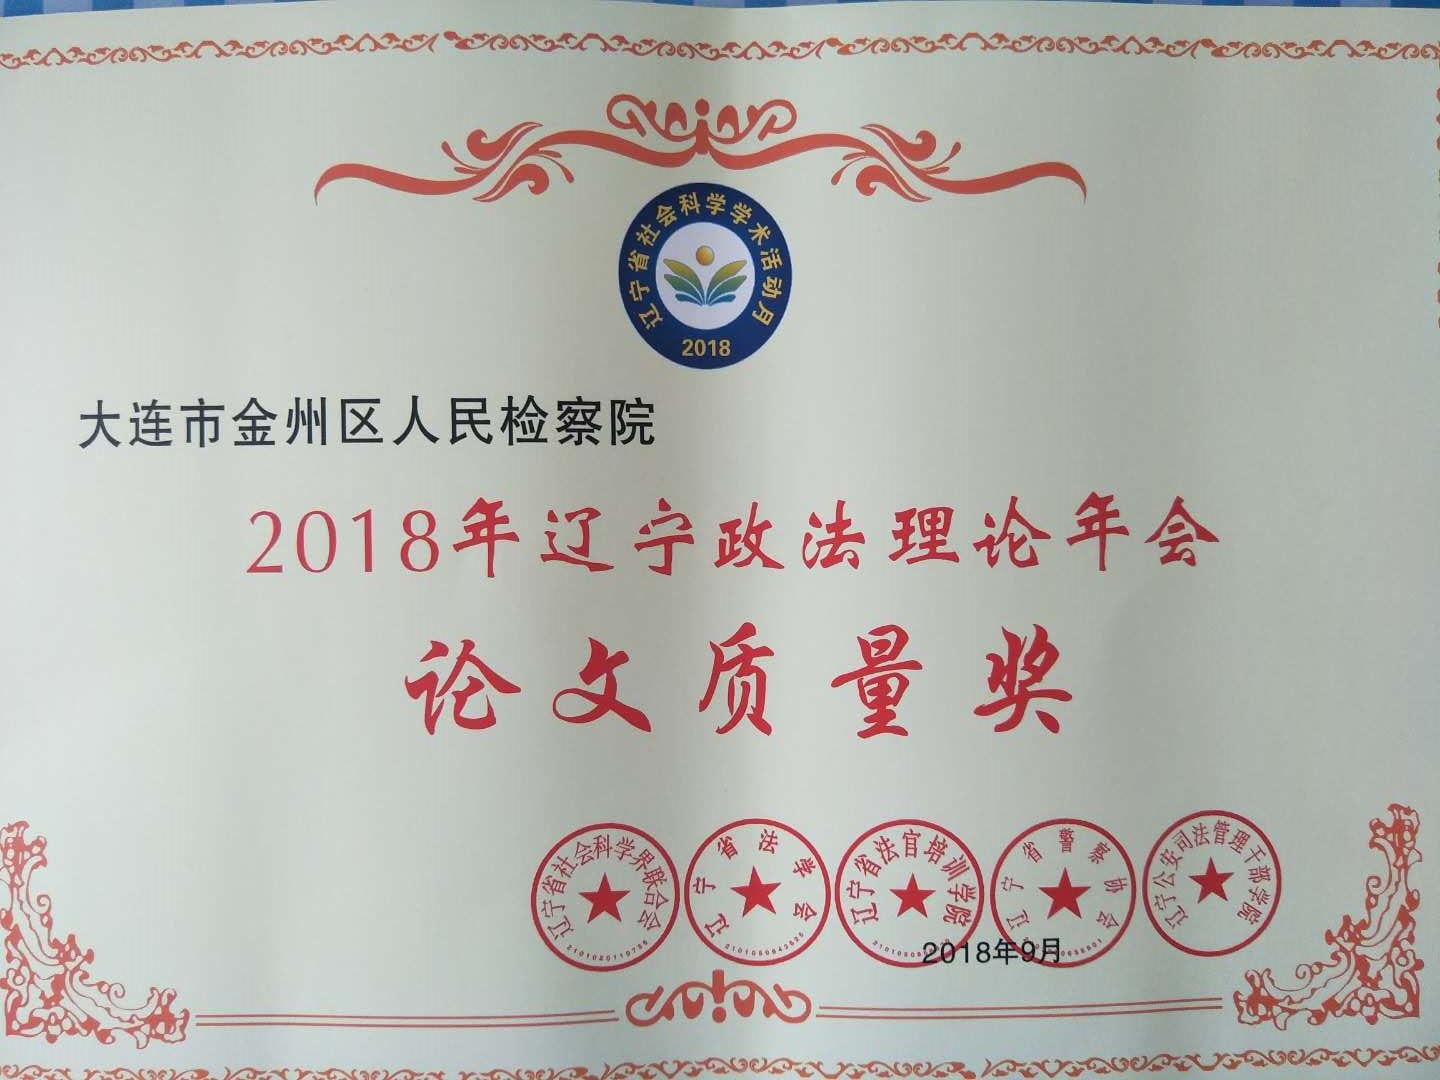 辽宁省社会科学学术活动月
2018
大连市金州区人民检察院
2018年辽宁政法理论年会
论文质量奖
辽宁省社会科学界联合会
辽宁省法学会
辽宁省法官培训学院
辽宁省警察协会
辽宁公安司法管理干部学院
2018年9月